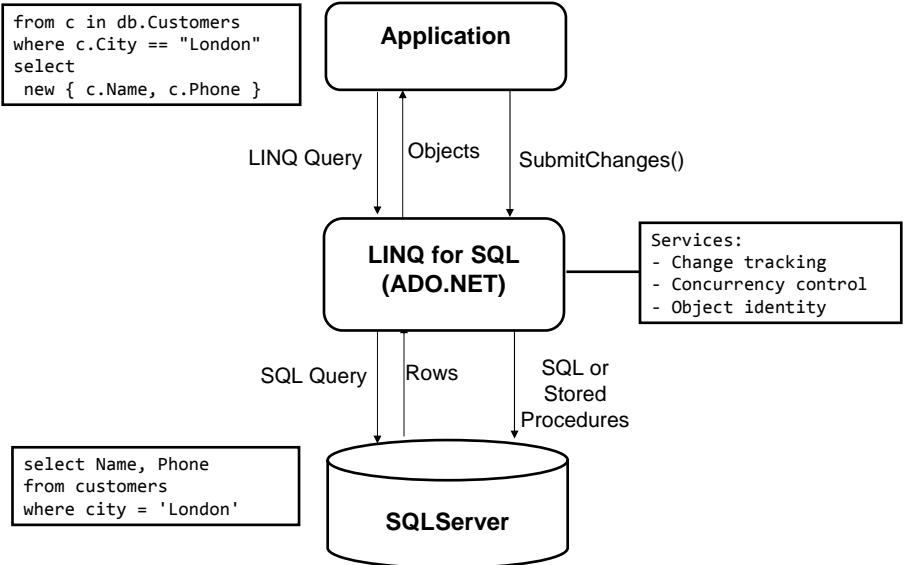 from c in db.Customers
where c.City == "London"
select
 new { c.Name, c.Phone }
Application
LINQ Query
Objects
SubmitChanges()
LINQ for SQL
(ADO.NET)
Services:
- Change tracking
- Concurrency control
- Object identity
SQL Query
Rows
SQL or
Stored
Procedures
select Name, Phone
from customers
where city = 'London'
SQLServer